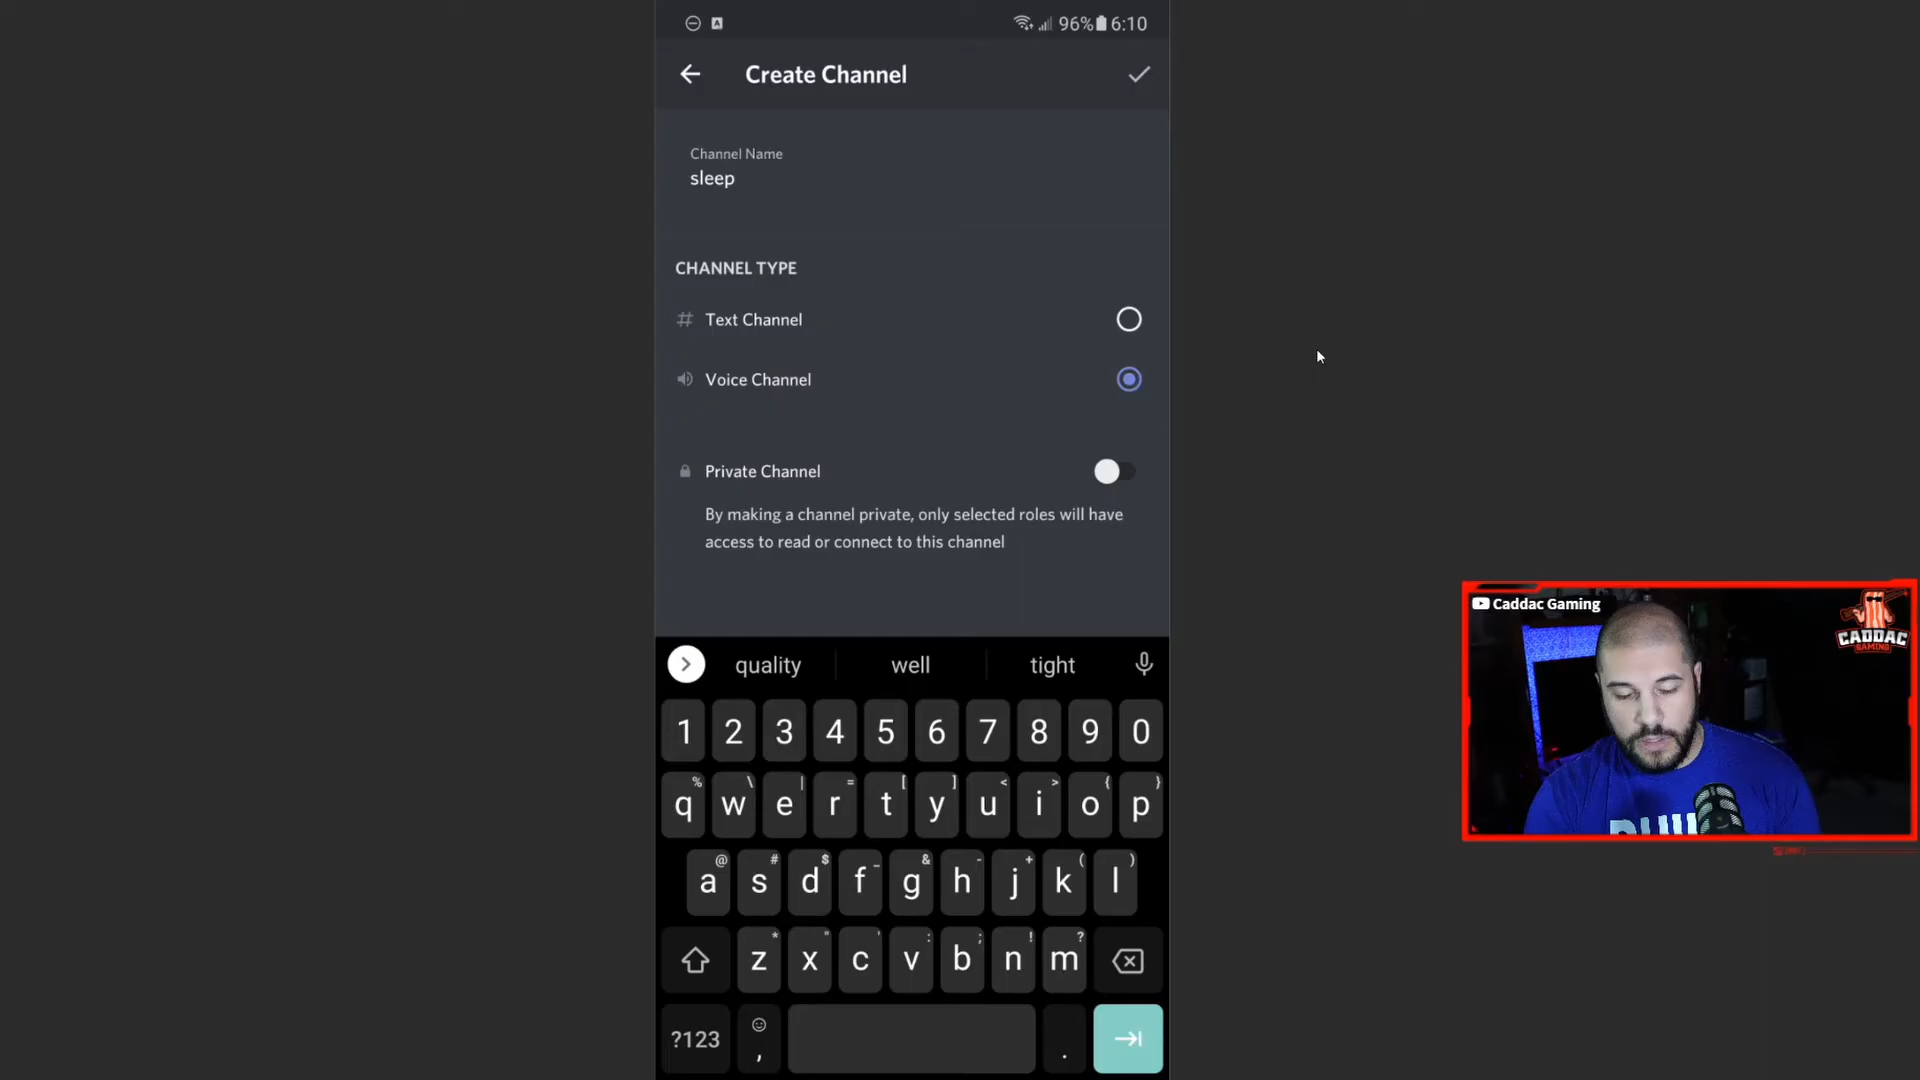 96% 6:10
Create Channel
Channel Name
sleep
CHANNEL TYPE
# Text Channel
Voice Channel
Private Channel
By making a channel private, only selected roles will have
access to read or connect to this channel
quality well tight
1 2 3 4 5 6 7 8 9 0
% \ | = [ ] < > { }
q w e r t y u i o p
@ # $ _ & - + ( )
a s d f g h j k l
* " ' : ; ! ?
z x c v b n m
?123 , .
Caddac Gaming
CADDAC
GAMING